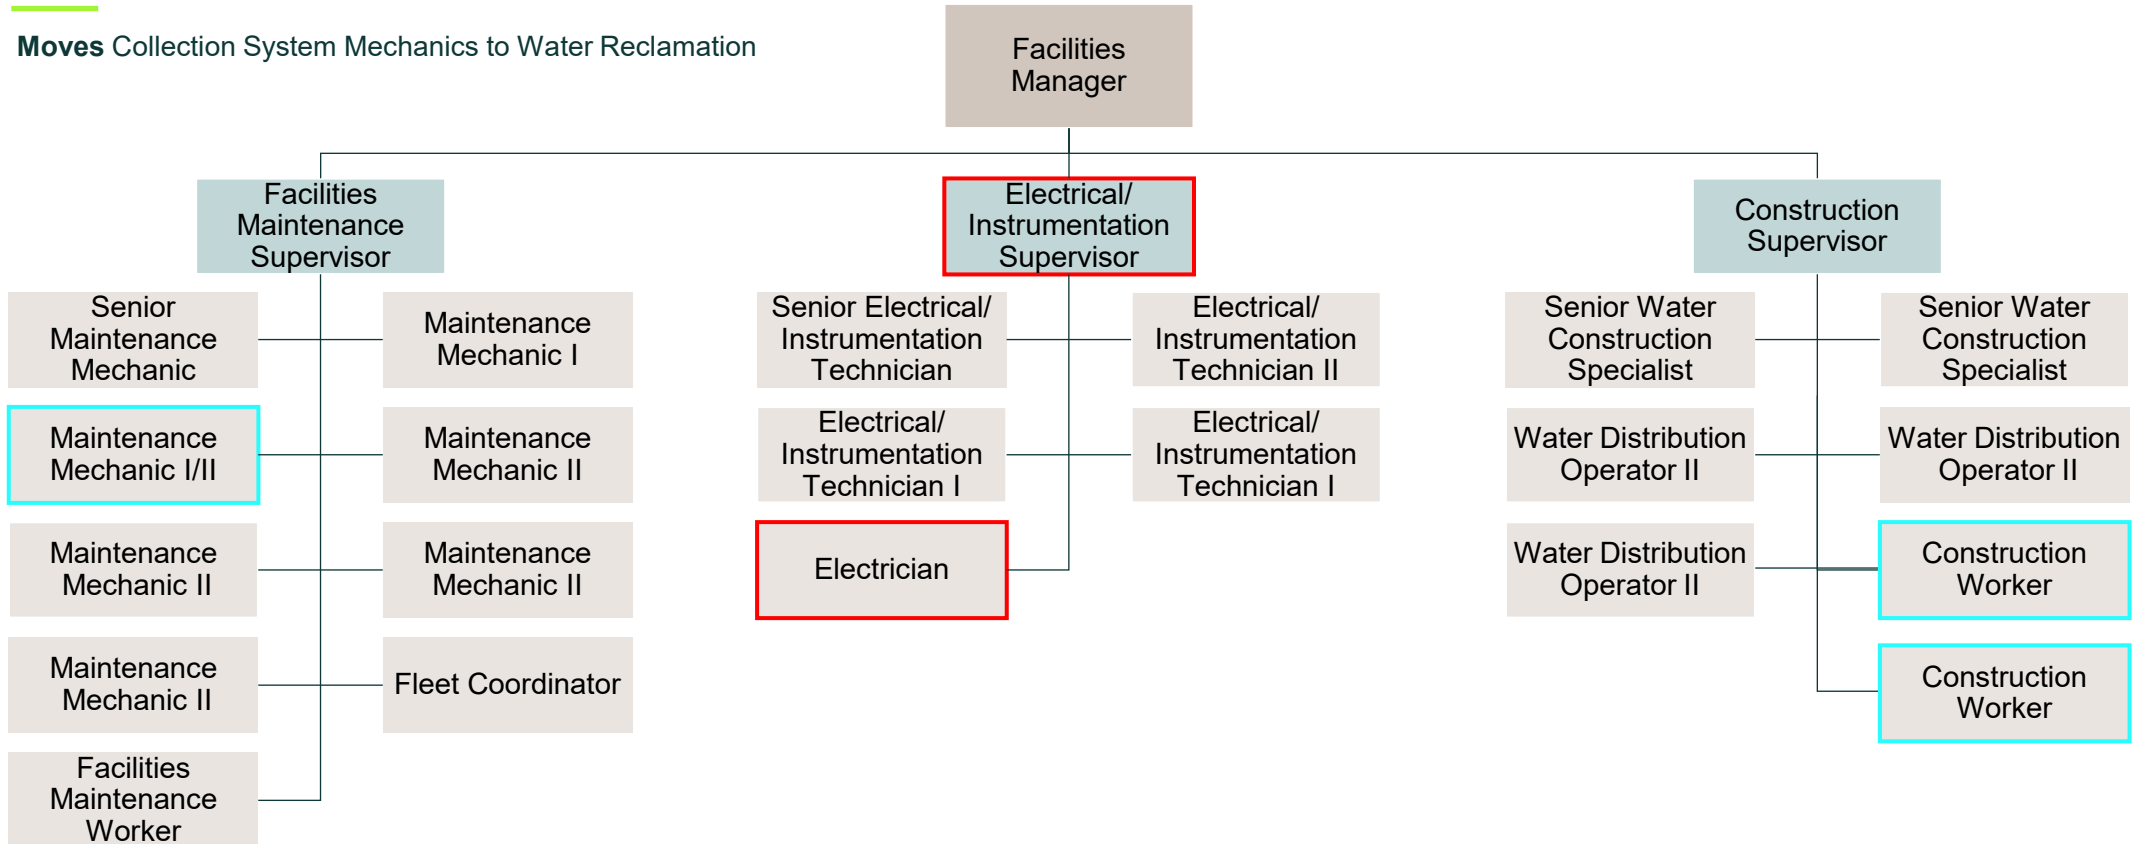 Moves Collection System Mechanics to Water Reclamation
Facilities
Manager
Facilities
Maintenance
Supervisor
Electrical/
Instrumentation
Supervisor
Construction
Supervisor
Senior
Maintenance
Mechanic
Maintenance
Mechanic I
Maintenance
Mechanic I/II
Maintenance
Mechanic II
Maintenance
Mechanic II
Maintenance
Mechanic II
Maintenance
Mechanic II
Fleet Coordinator
Facilities
Maintenance
Worker
Senior Electrical/
Instrumentation
Technician
Electrical/
Instrumentation
Technician II
Electrical/
Instrumentation
Technician I
Electrical/
Instrumentation
Technician I
Electrician
Senior Water
Construction
Specialist
Senior Water
Construction
Specialist
Water Distribution
Operator II
Water Distribution
Operator II
Water Distribution
Operator II
Construction
Worker
Construction
Worker